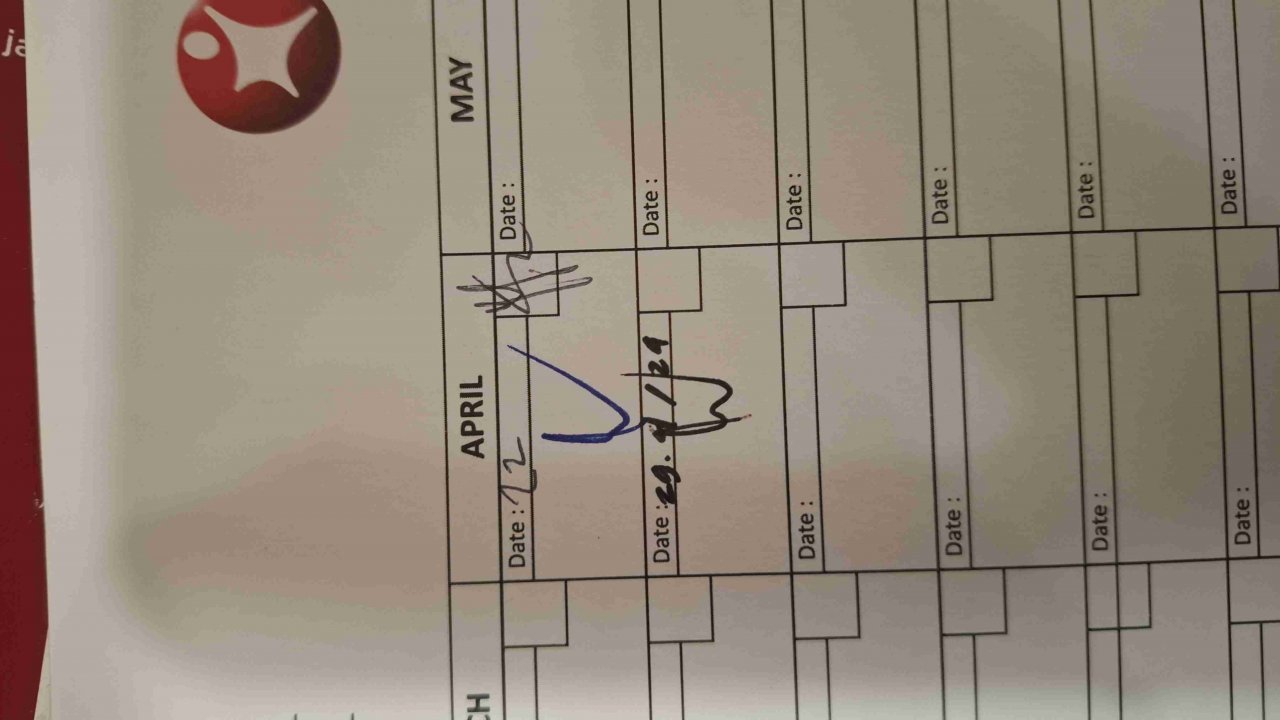 ja
CH APRIL MAY
Date : 12 Date :
Date : 29.4/24 Date :
Date : Date :
Date : Date :
Date : Date :
Date : Date :